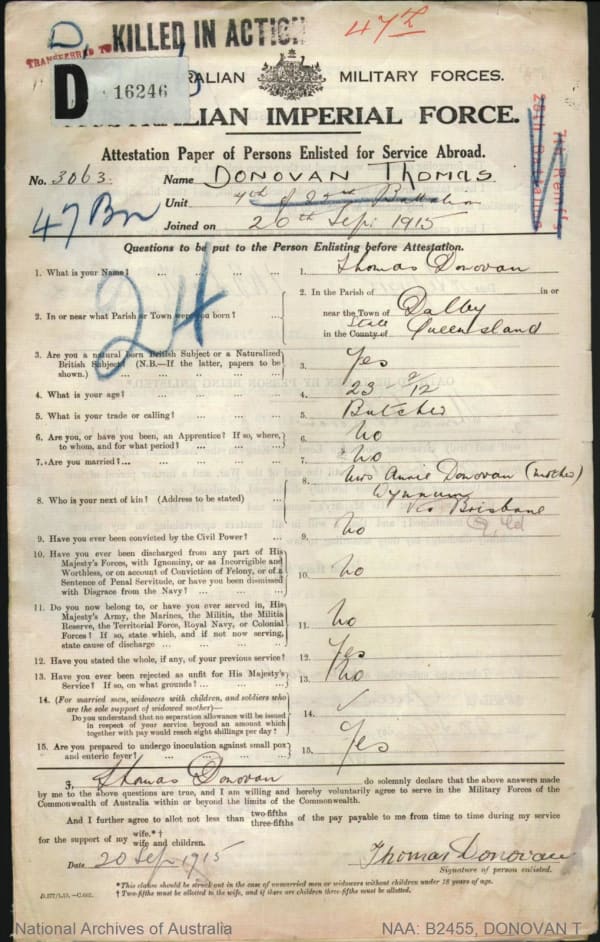 KILLED IN ACTION
47th
TRANSFERRED TO
D 16246
AUSTRALIAN MILITARY FORCES.
AUSTRALIAN IMPERIAL FORCE.
Attestation Paper of Persons Enlisted for Service Abroad.
No. 3063 Name DONOVAN Thomas
Unit 7th of 25th Battalion
47 Bn
Joined on 20th Sep: 1915
Questions to be put to the Person Enlisting before Attestation.
24
1. What is your Name? ... 1. Thomas Donovan
2. In or near what Parish or Town were you born? ... 2. In the Parish of in or
near the Town of Dalby
in the County of State Queensland
3. Are you a natural born British Subject or a Naturalized
British Subject? (N.B.—If the latter, papers to be
shown.) ... 3. Yes
4. What is your age? ... 4. 23 - 2/12
5. What is your trade or calling? ... 5. Butcher
6. Are you, or have you been, an Apprentice? If so, where,
to whom, and for what period? ... 6. No
7. Are you married? ... 7. No
8. Who is your next of kin? (Address to be stated) ... 8. Mrs Annie Donovan (mother)
Wynnum
via Brisbane
Q'ld
9. Have you ever been convicted by the Civil Power? ... 9. No
10. Have you ever been discharged from any part of His
Majesty's Forces, with Ignominy, or as Incorrigible and
Worthless, or on account of Conviction of Felony, or of a
Sentence of Penal Servitude, or have you been dismissed
with Disgrace from the Navy? ... 10. No
11. Do you now belong to, or have you ever served in, His
Majesty's Army, the Marines, the Militia, the Militia
Reserve, the Territorial Force, Royal Navy, or Colonial
Forces? If so, state which, and if not now serving,
state cause of discharge ... 11. No
12. Have you stated the whole, if any, of your previous service? 12. Yes
13. Have you ever been rejected as unfit for His Majesty's
Service? If so, on what grounds? ... 13. No
14. (For married men, widowers with children, and soldiers who
are the sole support of widowed mother)—
Do you understand that no separation allowance will be issued
in respect of your service beyond an amount which
together with pay would reach eight shillings per day? 14. ✓
15. Are you prepared to undergo inoculation against small pox
and enteric fever? ... 15. Yes
I, Thomas Donovan do solemnly declare that the above answers made
by me to the above questions are true, and I am willing and hereby voluntarily agree to serve in the Military Forces of the
Commonwealth of Australia within or beyond the limits of the Commonwealth.
And I further agree to allot not less than two-fifths three-fifths of the pay payable to me from time to time during my service
for the support of my wife.*† wife and children.
Date 20 Sep 1915 Thomas Donovan
Signature of person enlisted.
*This clause should be struck out in the case of unmarried men or widowers without children under 18 years of age.
†Two-fifths must be allotted to the wife, and if there are children three-fifths must be allotted.
National Archives of Australia NAA: B2455, DONOVAN T